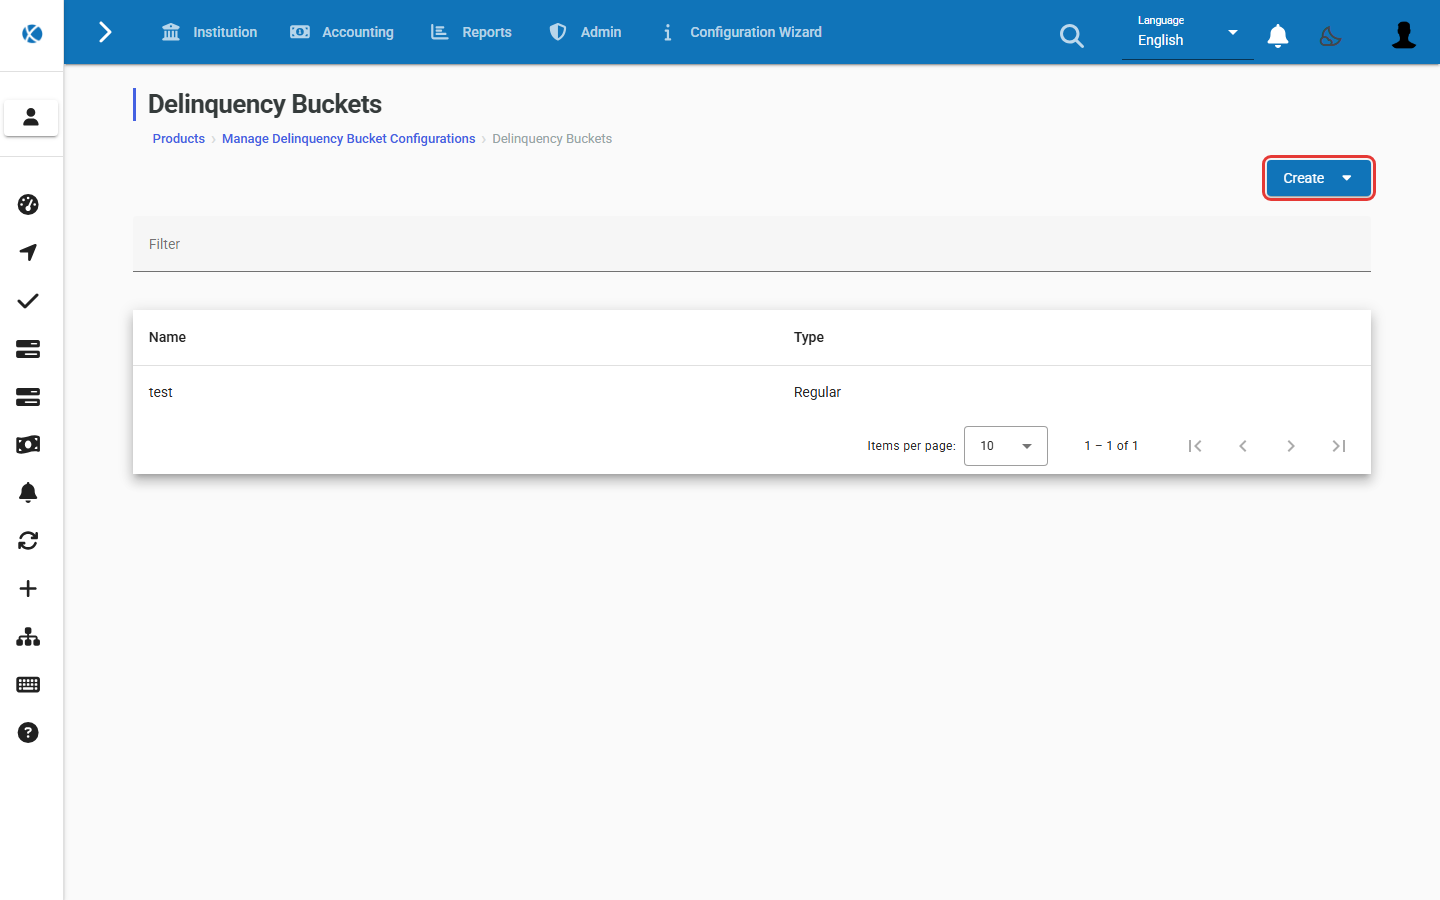 Institution
Accounting
Reports
Admin
Configuration Wizard
Language
English
Delinquency Buckets
Products › Manage Delinquency Bucket Configurations › Delinquency Buckets
Create
Filter
Name Type
test Regular
Items per page: 10 1 – 1 of 1